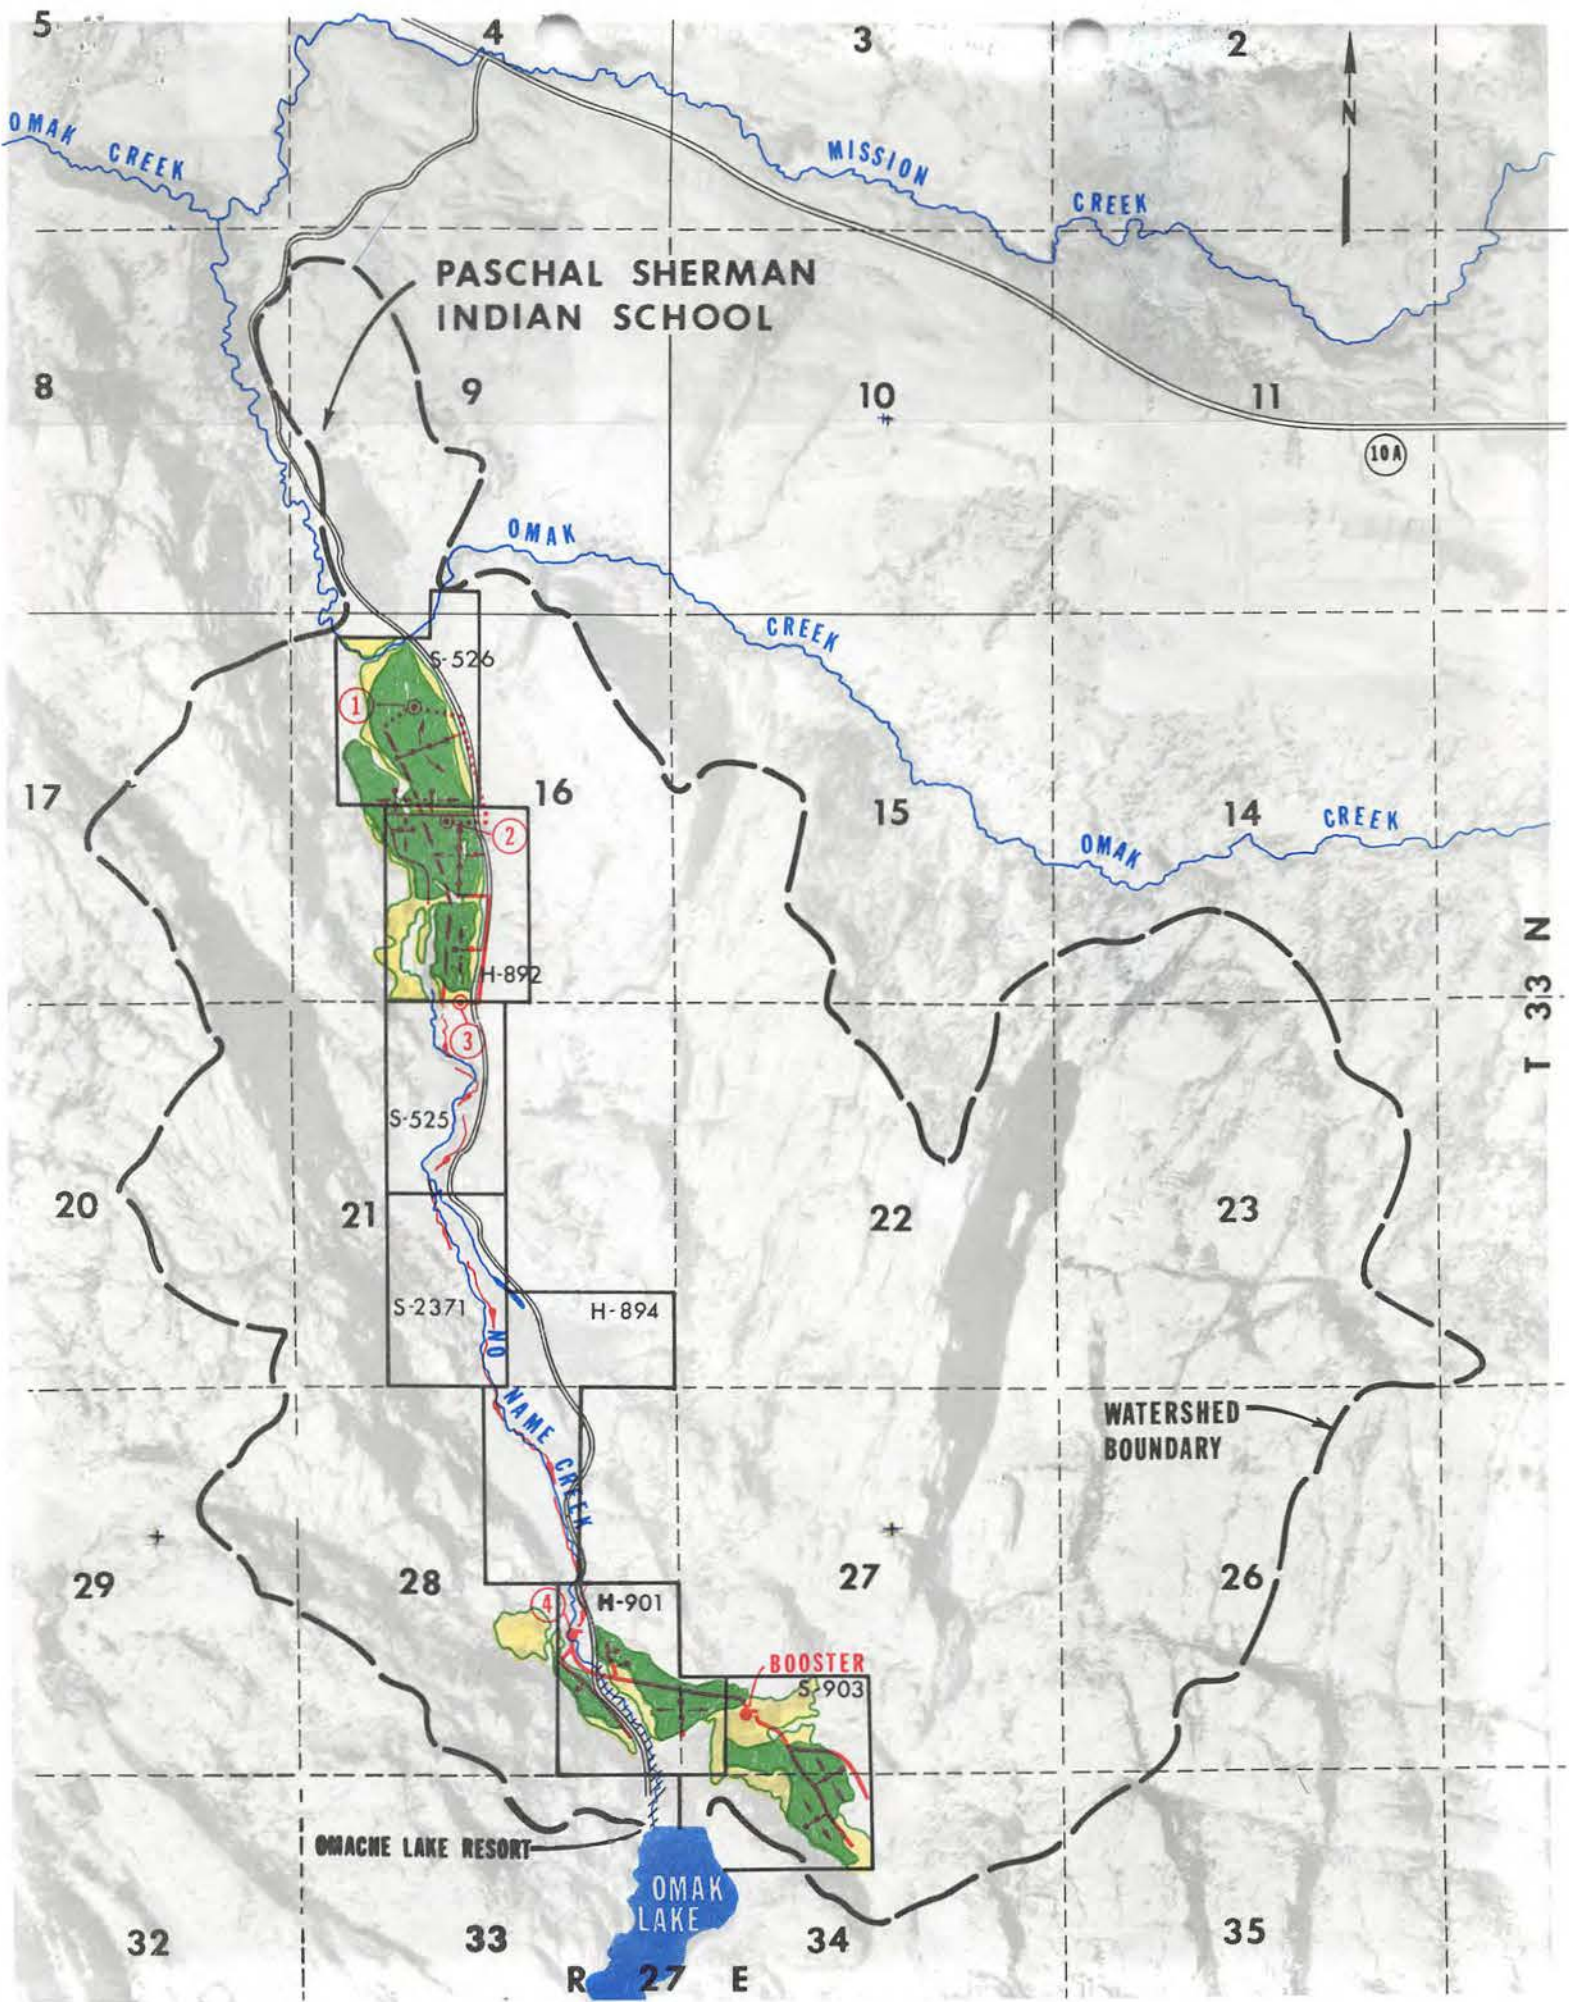 5 4 3 2
N
OMAK CREEK
MISSION CREEK
PASCHAL SHERMAN
INDIAN SCHOOL
8 9 10 11
10A
OMAK CREEK
S-526
1
17 16 15 14
2
OMAK CREEK
T 33 N
H-892
3
S-525
20 21 22 23
S-2371
H-894
NO NAME CREEK
WATERSHED
BOUNDARY
29 28 27 26
4
H-901
BOOSTER
S-903
OMACHE LAKE RESORT
OMAK
LAKE
32 33 34 35
R 27 E